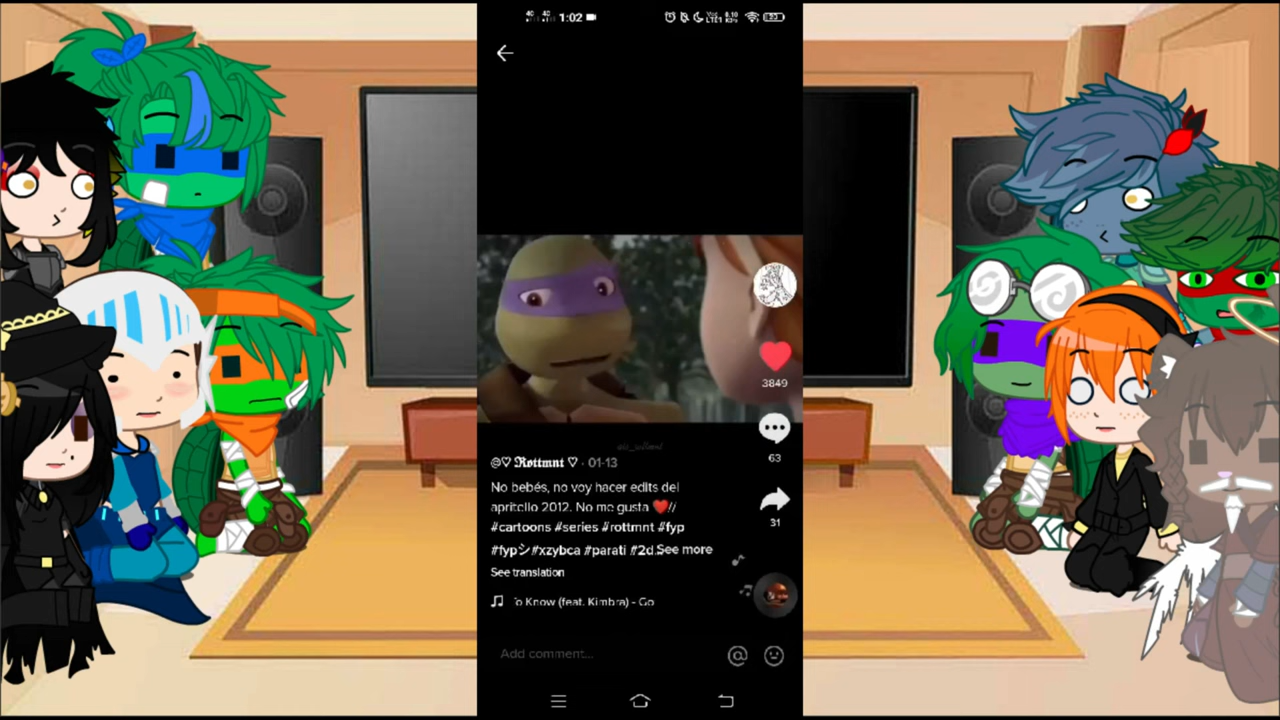 1:02
@♡ 𝕽𝖔𝖙𝖙𝖒𝖓𝖙 ♡ · 01-13
3849
63
31
No bebés, no voy hacer edits del
apritello 2012. No me gusta ❤️//
#cartoons #series #rottmnt #fyp
#fypシ #xzybca #parati #2d.See more
See translation
To Know (feat. Kimbra) - Go
Add comment...